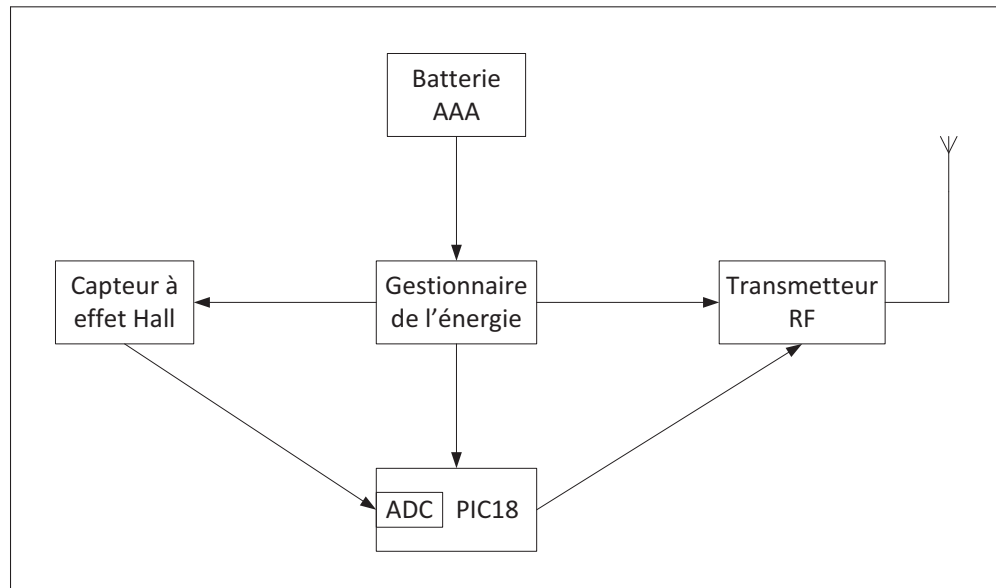 Batterie
AAA
Capteur à
effet Hall
Gestionnaire
de l’énergie
Transmetteur
RF
ADC
PIC18